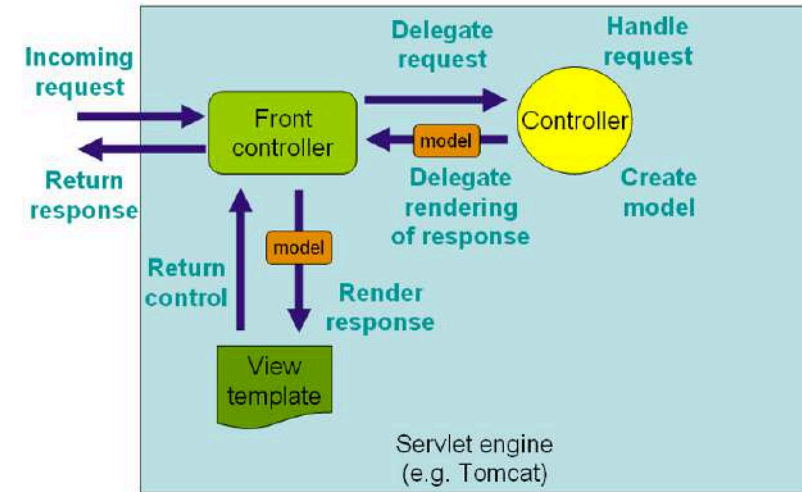 Incoming
request
Delegate
request
Handle
request
Front
controller
model
Controller
Return
response
Delegate
rendering
of response
Create
model
model
Return
control
Render
response
View
template
Servlet engine
(e.g. Tomcat)